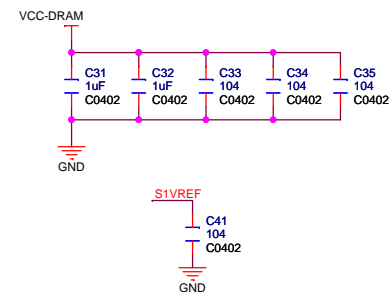 VCC-DRAM
C31 C32 C33 C34 C35
1uF 1uF 104 104 104
C0402 C0402 C0402 C0402 C0402
GND
S1VREF
C41
104
C0402
GND